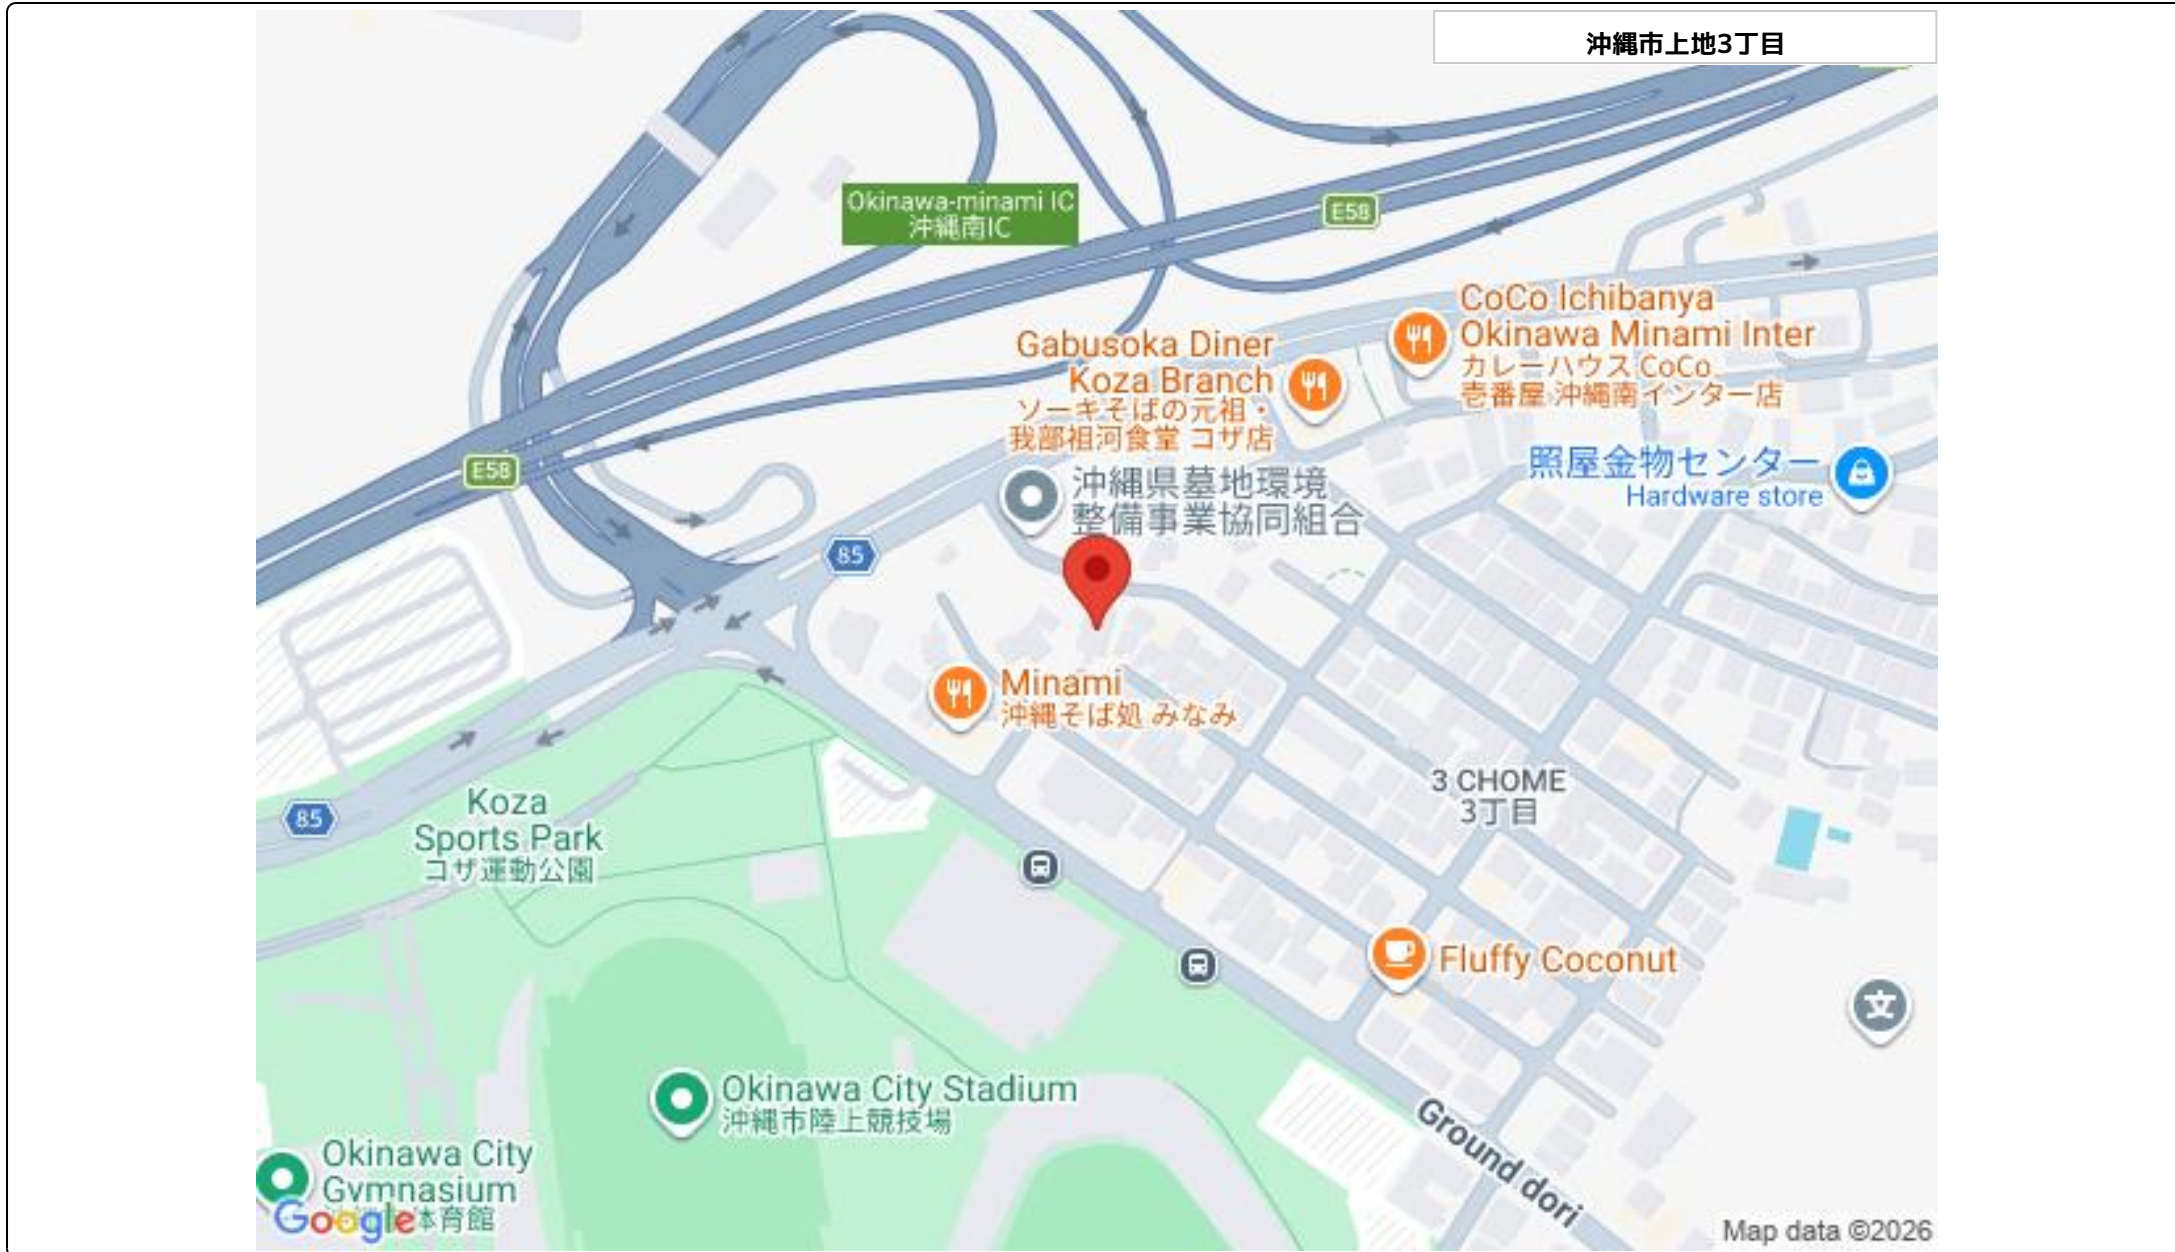 沖縄市上地3丁目
Okinawa-minami IC
沖縄南IC
E58
CoCo Ichibanya
Okinawa Minami Inter
カレーハウス CoCo
壱番屋 沖縄南インター店
Gabusoka Diner
Koza Branch
ソーキそばの元祖・
我部祖河食堂 コザ店
照屋金物センター
Hardware store
E58
沖縄県墓地環境
整備事業協同組合
85
Minami
沖縄そば処 みなみ
3 CHOME
3丁目
Koza
Sports Park
コザ運動公園
85
Fluffy Coconut
文
Okinawa City Stadium
沖縄市陸上競技場
Ground dori
Okinawa City
Gymnasium
体育館
Google
Map data ©2026